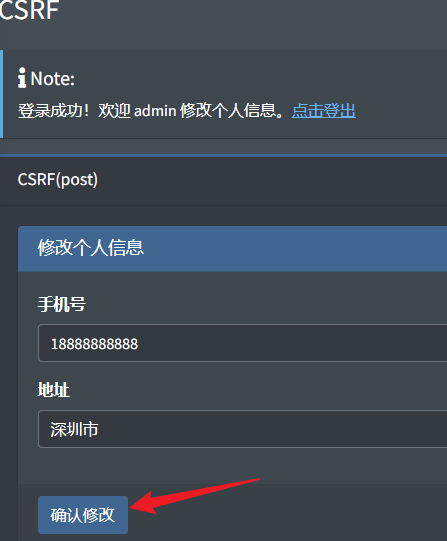 CSRF
Note:
登录成功！欢迎 admin 修改个人信息。点击登出
CSRF(post)
修改个人信息
手机号
18888888888
地址
深圳市
确认修改